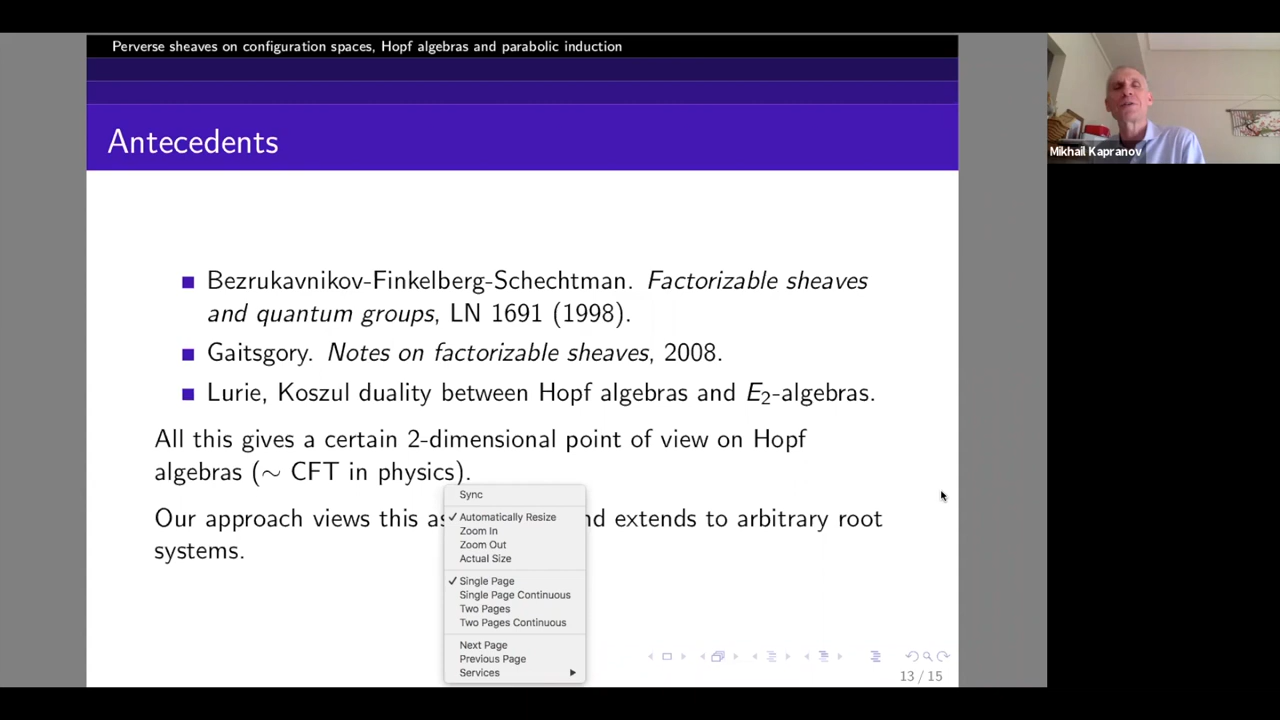 Perverse sheaves on configuration spaces, Hopf algebras and parabolic induction
Antecedents
Bezrukavnikov-Finkelberg-Schechtman. Factorizable sheaves
and quantum groups, LN 1691 (1998).
Gaitsgory. Notes on factorizable sheaves, 2008.
Lurie, Koszul duality between Hopf algebras and E₂-algebras.
All this gives a certain 2-dimensional point of view on Hopf
algebras (∼ CFT in physics).
Our approach views this as nd extends to arbitrary root
systems.
Sync
✓ Automatically Resize
Zoom In
Zoom Out
Actual Size
✓ Single Page
Single Page Continuous
Two Pages
Two Pages Continuous
Next Page
Previous Page
Services
13 / 15
Mikhail Kapranov